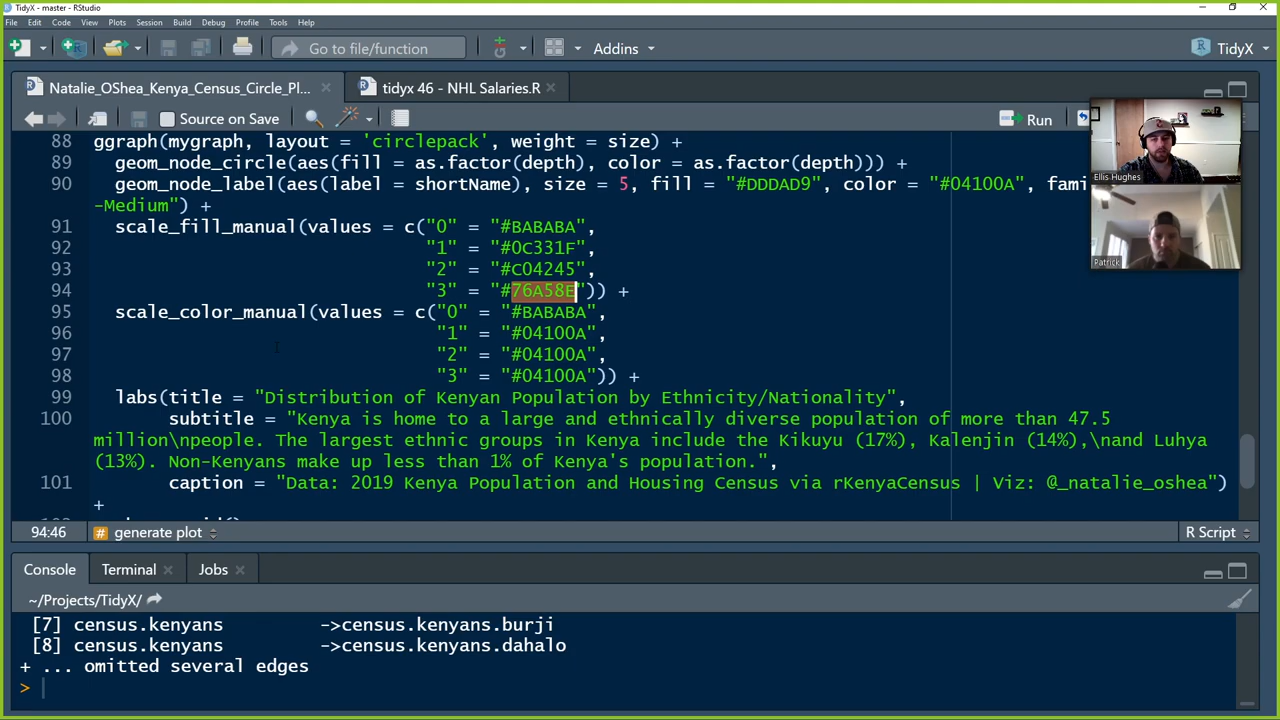 TidyX - master - RStudio
File Edit Code View Plots Session Build Debug Profile Tools Help
Go to file/function Addins TidyX
Natalie_OShea_Kenya_Census_Circle_Pl... tidyx 46 - NHL Salaries.R
Source on Save Run
88 ggraph(mygraph, layout = 'circlepack', weight = size) +
89 geom_node_circle(aes(fill = as.factor(depth), color = as.factor(depth))) +
90 geom_node_label(aes(label = shortName), size = 5, fill = "#DDDAD9", color = "#04100A", fami
-Medium") +
91 scale_fill_manual(values = c("0" = "#BABABA",
92 "1" = "#0C331F",
93 "2" = "#C04245",
94 "3" = "#76A58E")) +
95 scale_color_manual(values = c("0" = "#BABABA",
96 "1" = "#04100A",
97 "2" = "#04100A",
98 "3" = "#04100A")) +
99 labs(title = "Distribution of Kenyan Population by Ethnicity/Nationality",
100 subtitle = "Kenya is home to a large and ethnically diverse population of more than 47.5
million\npeople. The largest ethnic groups in Kenya include the Kikuyu (17%), Kalenjin (14%),\nand Luhya
(13%). Non-Kenyans make up less than 1% of Kenya's population.",
101 caption = "Data: 2019 Kenya Population and Housing Census via rKenyaCensus | Viz: @_natalie_oshea")
+
94:46 # generate plot R Script
Console Terminal Jobs
~/Projects/TidyX/
[7] census.kenyans ->census.kenyans.burji
[8] census.kenyans ->census.kenyans.dahalo
+ ... omitted several edges
>
Ellis Hughes
Patrick